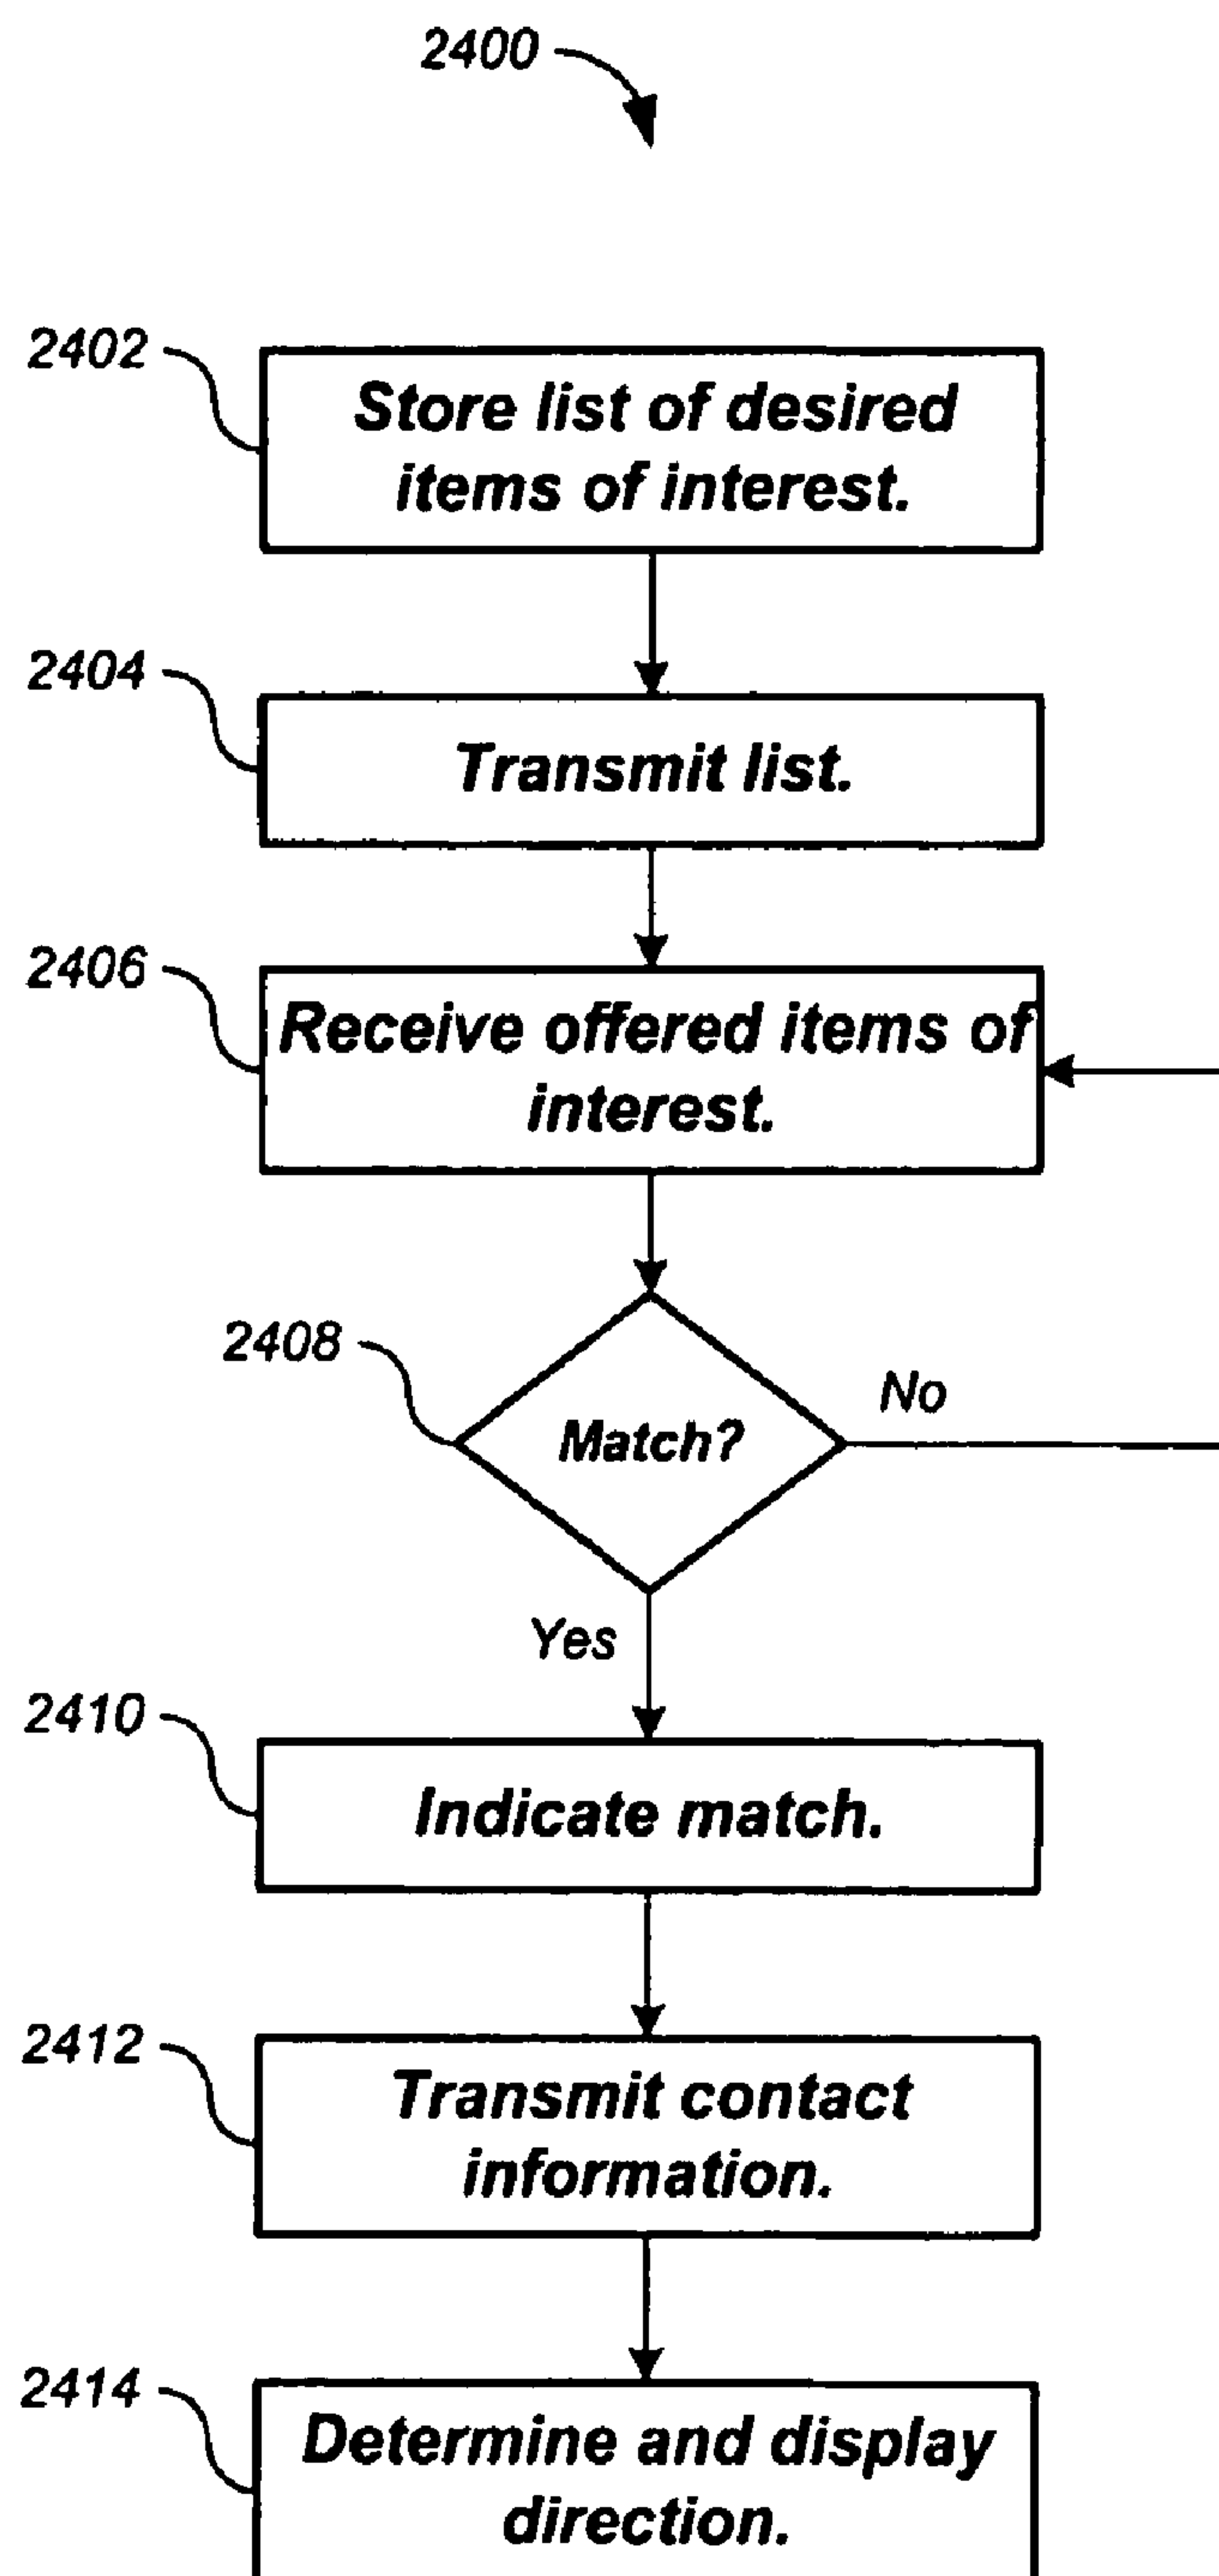 2400
2402
Store list of desired
items of interest.
2404
Transmit list.
2406
Receive offered items of
interest.
2408
Match?
No
Yes
2410
Indicate match.
2412
Transmit contact
information.
2414
Determine and display
direction.